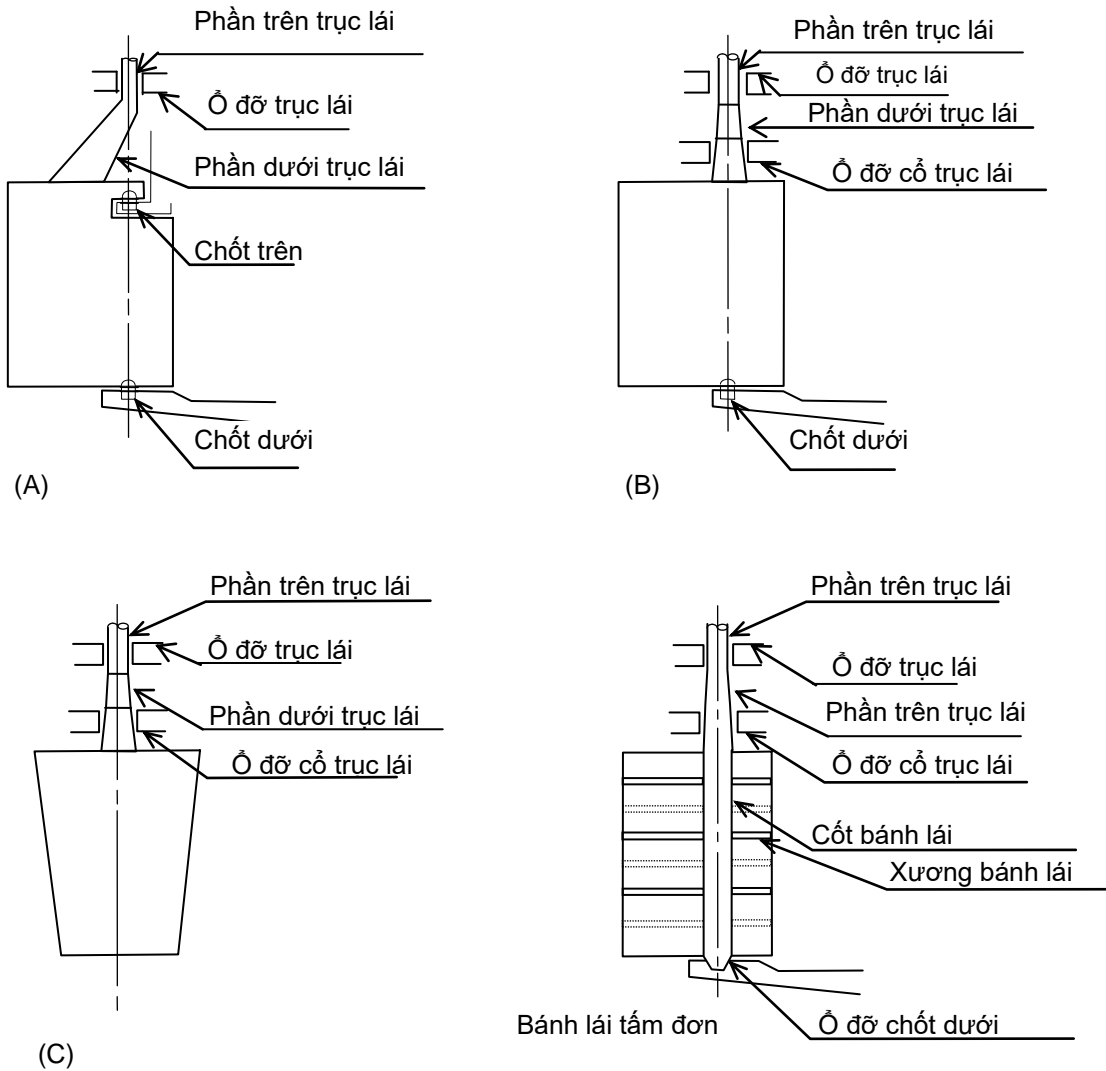 Phần trên trục lái
Ổ đỡ trục lái
Phần dưới trục lái
Chốt trên
Chốt dưới
(A)
Phần trên trục lái
Ổ đỡ trục lái
Phần dưới trục lái
Ổ đỡ cổ trục lái
Chốt dưới
(B)
Phần trên trục lái
Ổ đỡ trục lái
Phần dưới trục lái
Ổ đỡ cổ trục lái
(C)
Phần trên trục lái
Ổ đỡ trục lái
Phần trên trục lái
Ổ đỡ cổ trục lái
Cốt bánh lái
Xương bánh lái
Ổ đỡ chốt dưới
Bánh lái tấm đơn